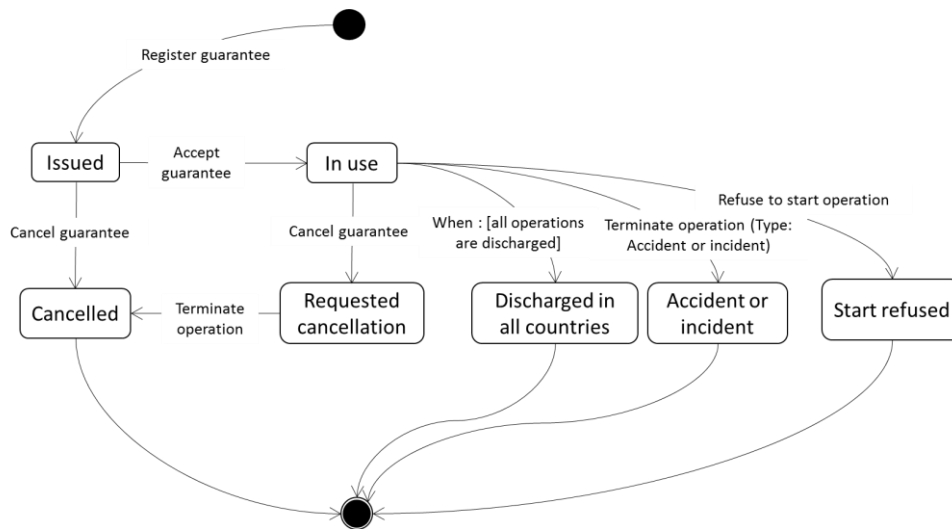 Register guarantee
Issued
Accept
guarantee
In use
Refuse to start operation
Cancel guarantee
Cancel guarantee
When : [all operations
are discharged]
Terminate operation (Type:
Accident or incident)
Cancelled
Terminate
operation
Requested
cancellation
Discharged in
all countries
Accident or
incident
Start refused